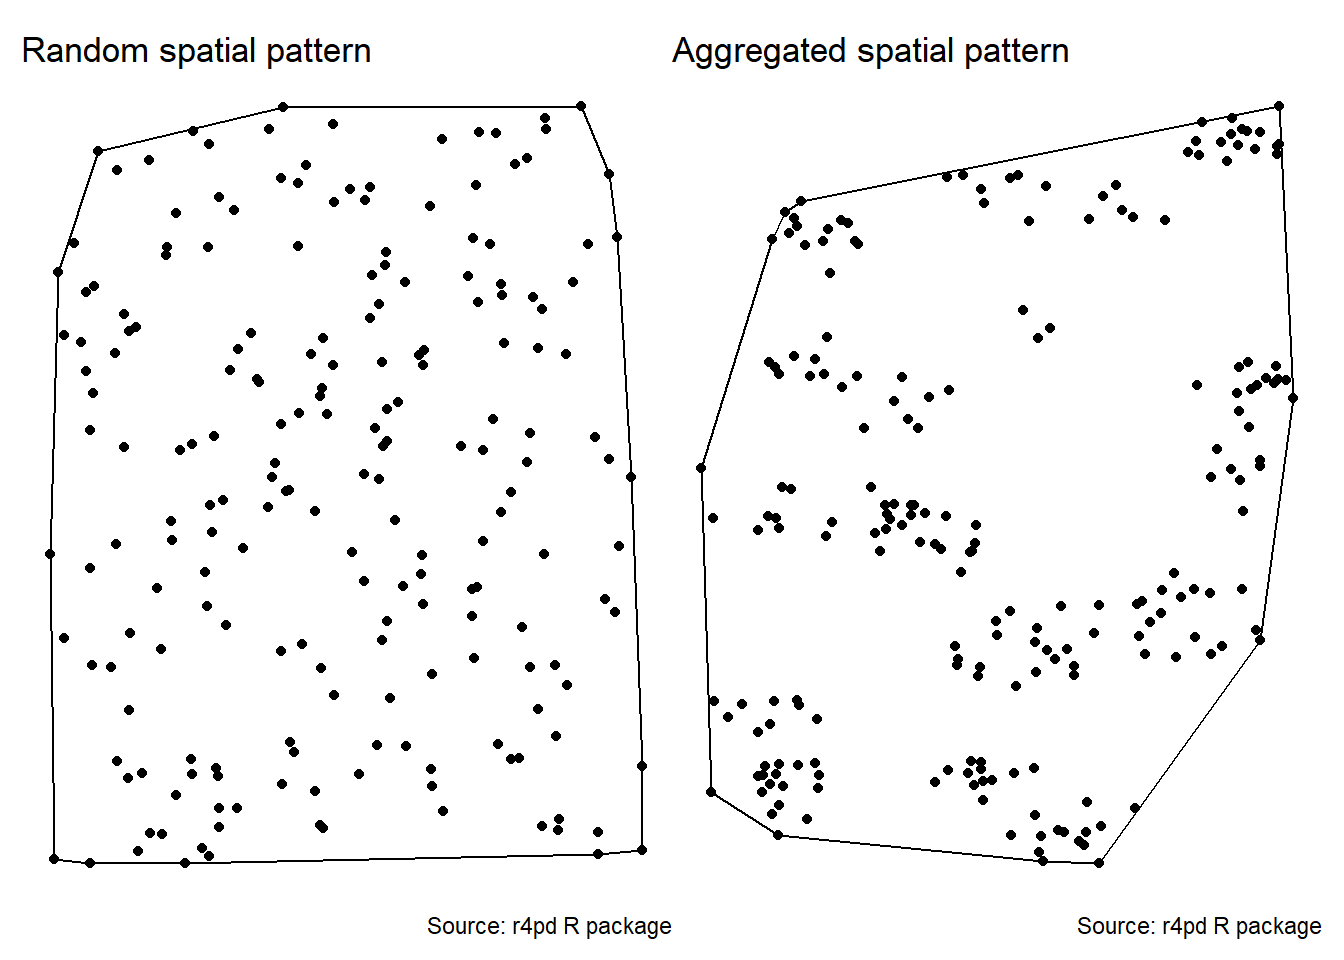 Random spatial pattern
Aggregated spatial pattern
Source: r4pd R package
Source: r4pd R package